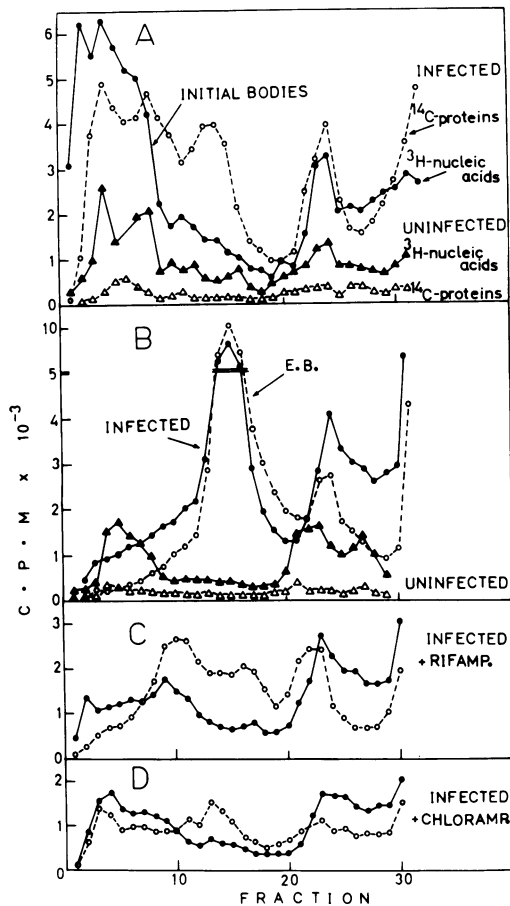 A
6
5
4
3
2
1
0
INITIAL BODIES
INFECTED
14C-proteins
3H-nucleic
acids
UNINFECTED
3H-nucleic
acids
14C-proteins
B
10
5
4
3
2
1
0
E.B.
INFECTED
UNINFECTED
C.P.M x 10-3
C
3
2
1
0
INFECTED
+ RIFAMP.
D
2
1
0
INFECTED
+CHLORAMP.
0 10 20 30
FRACTION